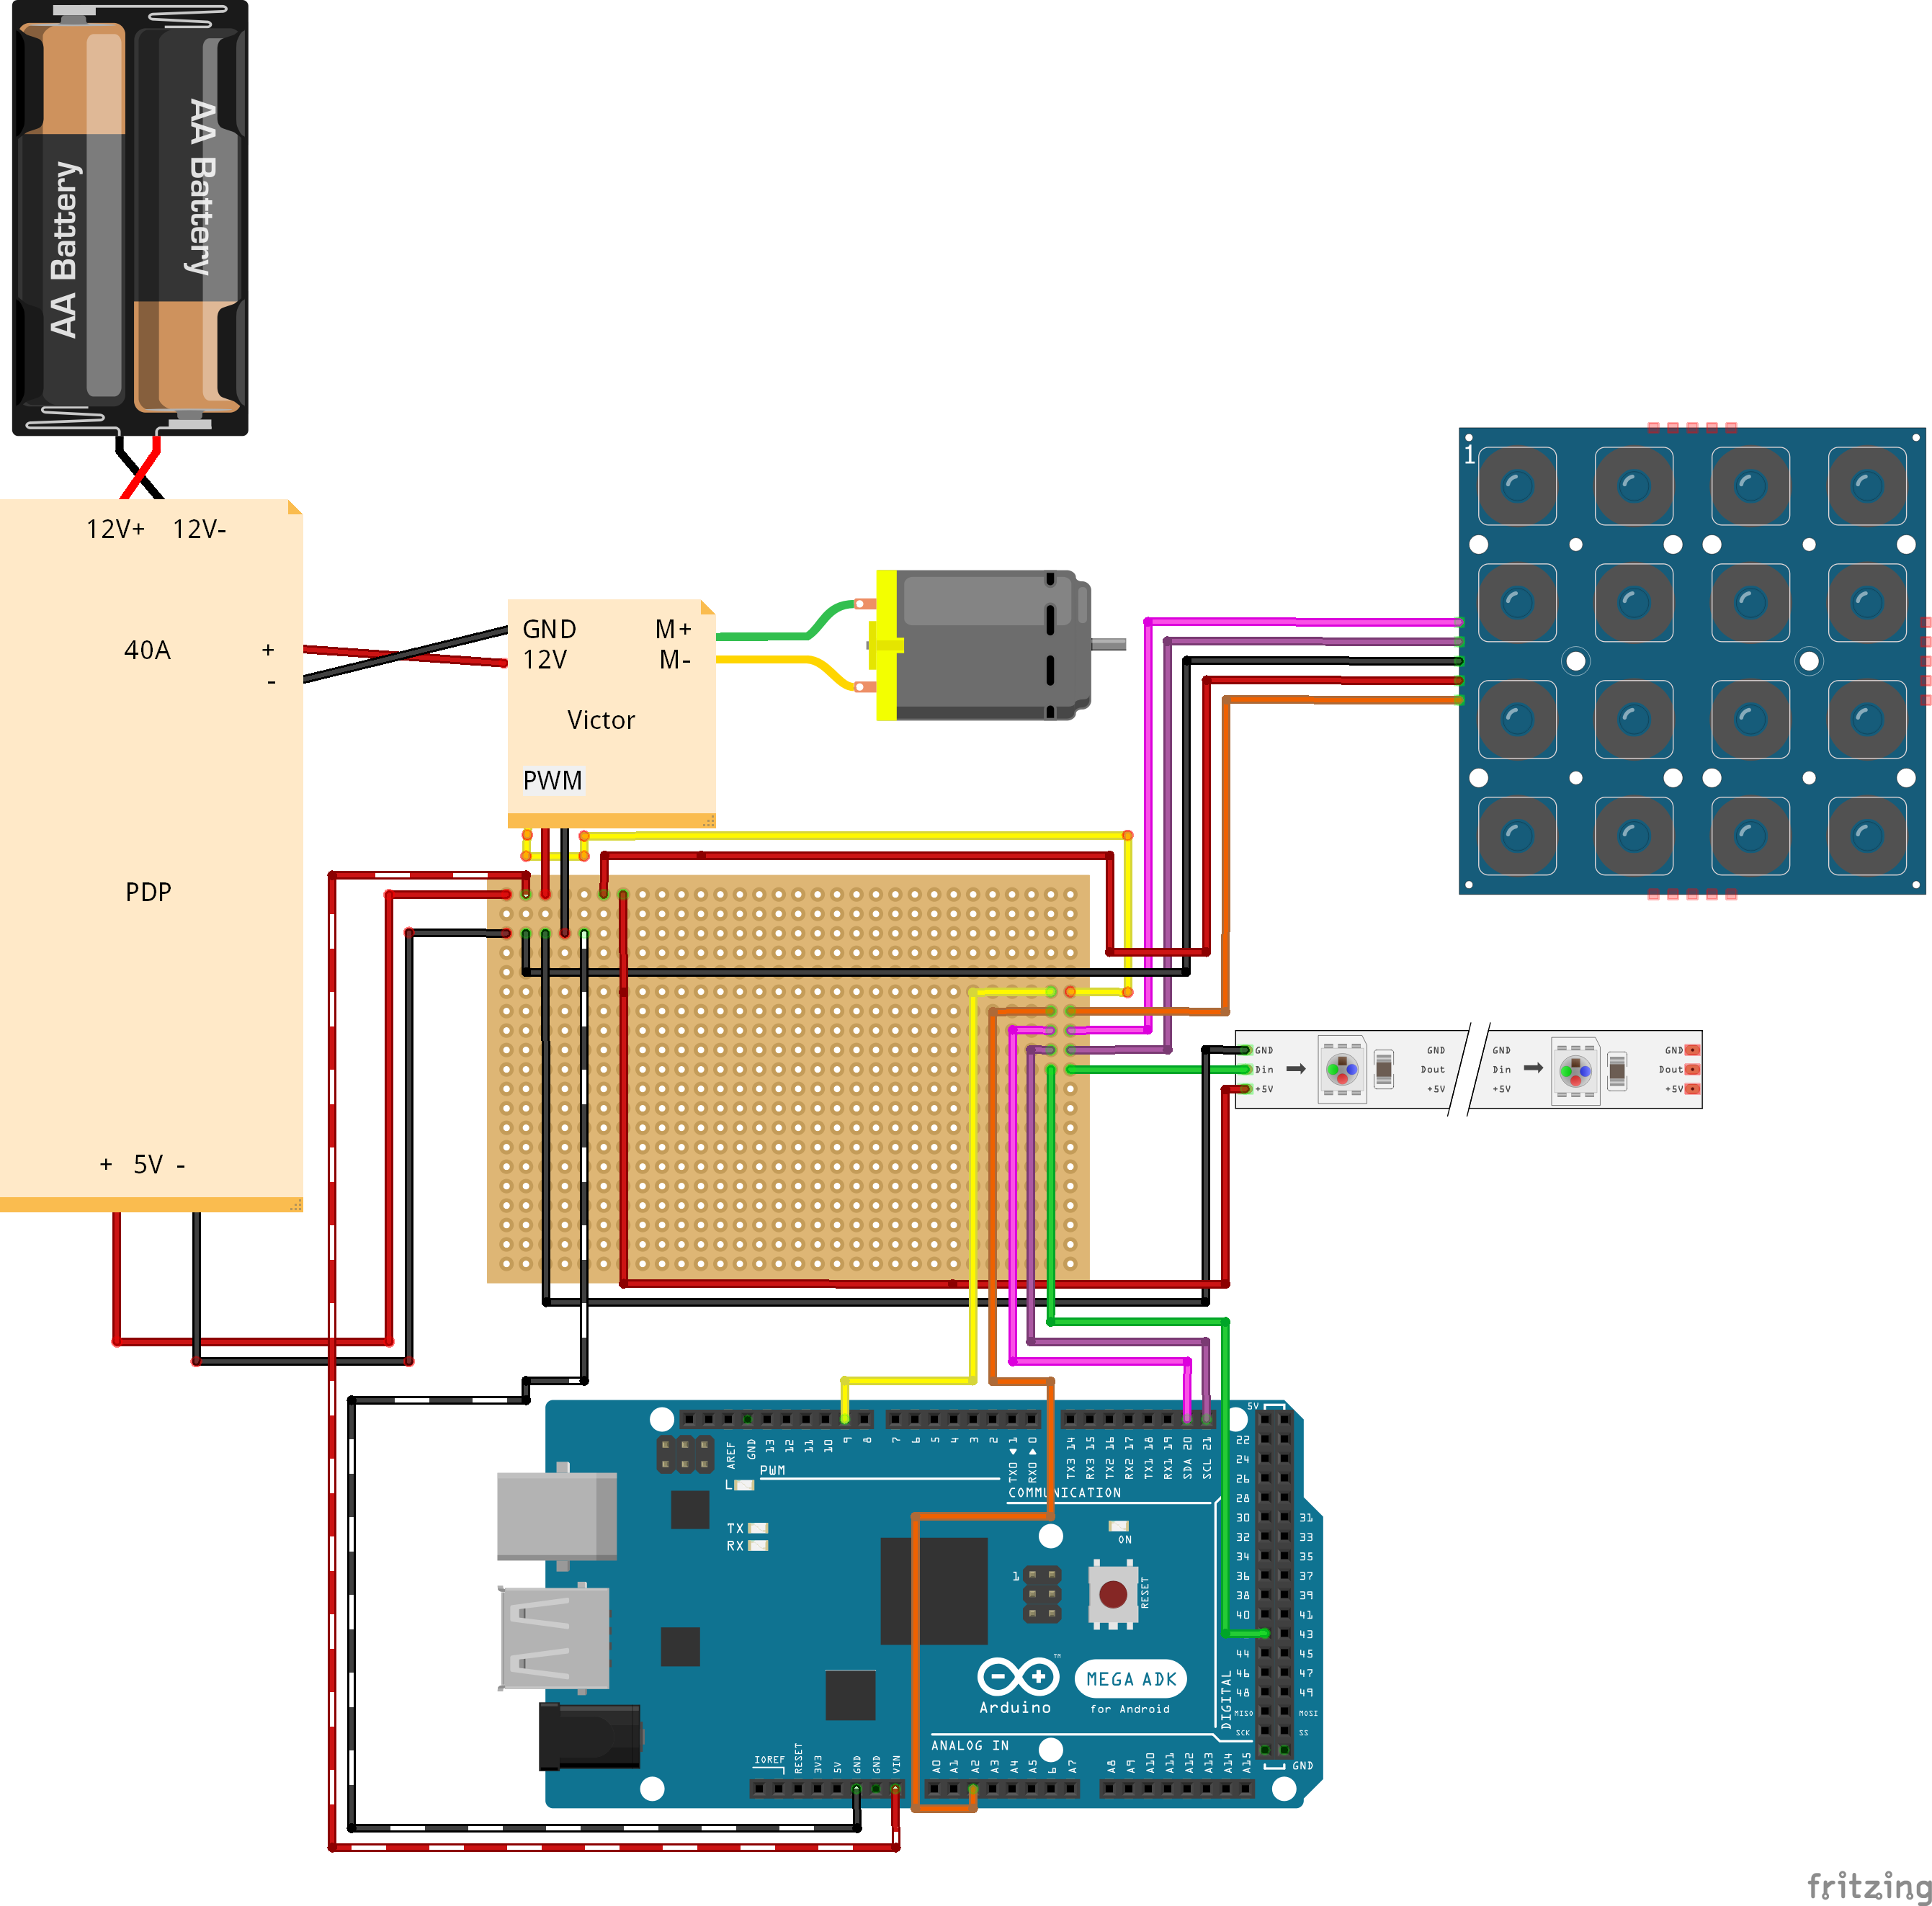 AA Battery
AA Battery
12V+ 12V-
40A + -
PDP
+ 5V -
GND M+
12V M-
Victor
PWM
1
GND Din +5V
GND Dout +5V
GND Din +5V
GND Dout +5V
AREF GND 13 12 11 10 9 8
7 6 5 4 3 2 TX0 1 RX0 0
TX3 14 RX3 15 TX2 16 RX2 17 TX1 18 RX1 19 SDA 20 SCL 21
PWM
L
COMMUNICATION
TX
RX
ON
1
RESET
5V
22
24
26
28
30 31
32 33
34 35
36 37
38 39
40 41
43
44 45
46 47
48 49
MISO MOSI
SCK SS
GND
DIGITAL
Arduino
TM
MEGA ADK
for Android
ANALOG IN
IOREF RESET 3V3 5V GND GND VIN
A0 A1 A2 A3 A4 A5 6 A7
A8 A9 A10 A11 A12 A13 A14 A15
fritzing